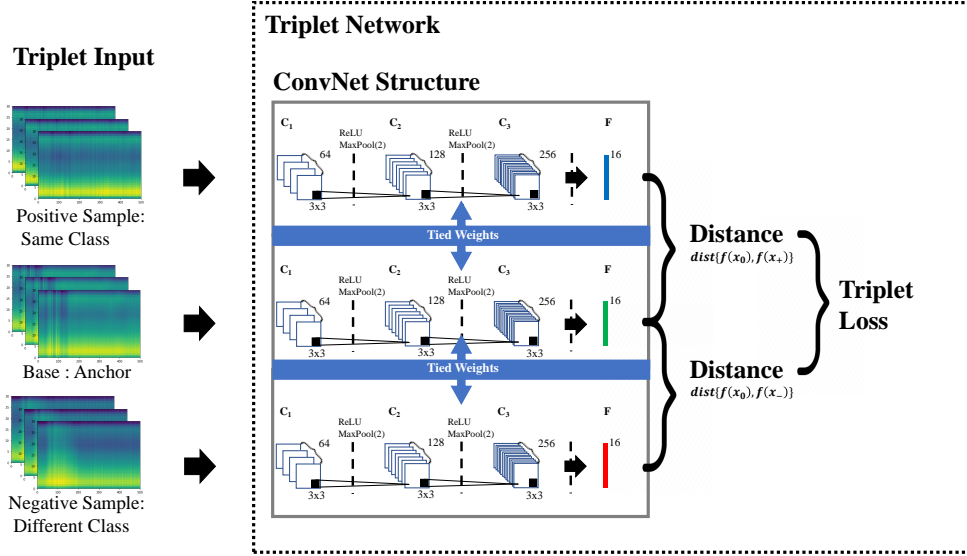 Triplet Network
Triplet Input
ConvNet Structure
C1
C2
C3
F
ReLU
MaxPool(2)
ReLU
MaxPool(2)
64
128
256
16
3x3
3x3
3x3
Positive Sample:
Same Class
Tied Weights
Distance
dist{f(x0), f(x+)}
C1
C2
C3
F
ReLU
MaxPool(2)
ReLU
MaxPool(2)
64
128
256
16
3x3
3x3
3x3
Triplet
Loss
Base : Anchor
Tied Weights
Distance
dist{f(x0), f(x−)}
C1
C2
C3
F
ReLU
MaxPool(2)
ReLU
MaxPool(2)
64
128
256
16
3x3
3x3
3x3
Negative Sample:
Different Class